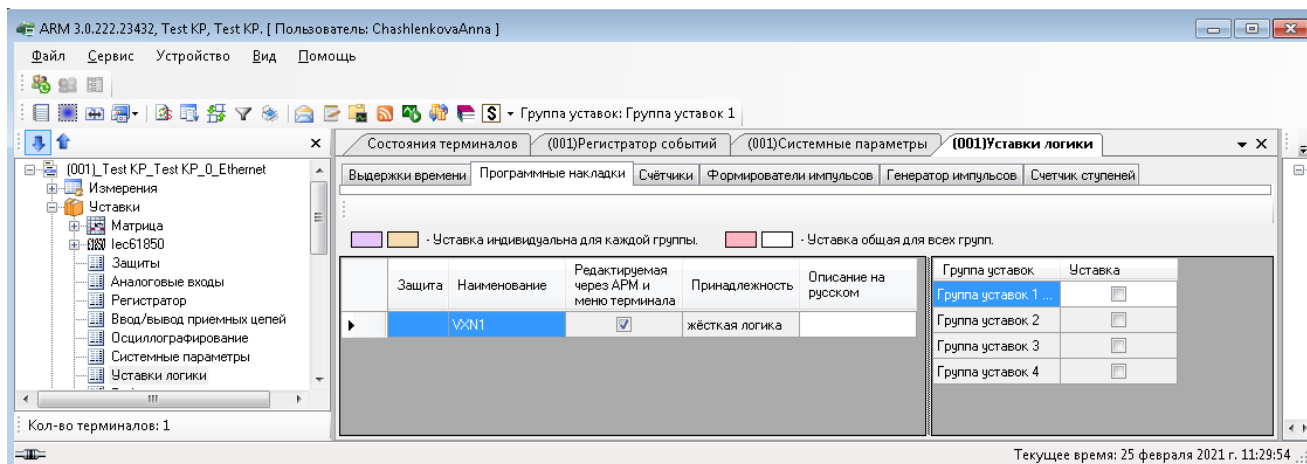 ARM 3.0.222.23432, Test KP, Test KP. [ Пользователь: ChashlenkovaAnna ]
Файл Сервис Устройство Вид Помощь
S Группа уставок: Группа уставок 1
Состояния терминалов (001)Регистратор событий (001)Системные параметры (001)Уставки логики
(001)_Test KP_Test KP_0_Ethernet
Измерения
Уставки
Матрица
Iec61850
Защиты
Аналоговые входы
Регистратор
Ввод/вывод приемных цепей
Осциллографирование
Системные параметры
Уставки логики
Кол-во терминалов: 1
Выдержки времени Программные накладки Счётчики Формирователи импульсов Генератор импульсов Счетчик ступеней
- Уставка индивидуальна для каждой группы. - Уставка общая для всех групп.
Защита Наименование Редактируемая через АРМ и меню терминала Принадлежность Описание на русском
VXN1 жёсткая логика
Группа уставок Уставка
Группа уставок 1 ...
Группа уставок 2
Группа уставок 3
Группа уставок 4
Текущее время: 25 февраля 2021 г. 11:29:54